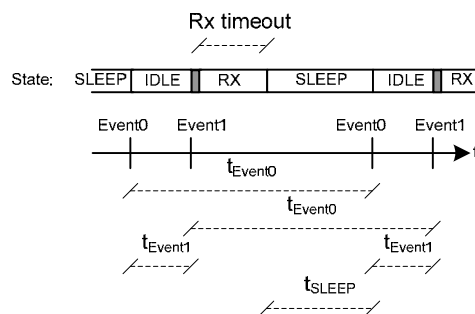 Rx timeout
State: SLEEP IDLE RX SLEEP IDLE RX
Event0 Event1 Event0 Event1
t
tEvent0
tEvent0
tEvent1 tEvent1
tSLEEP